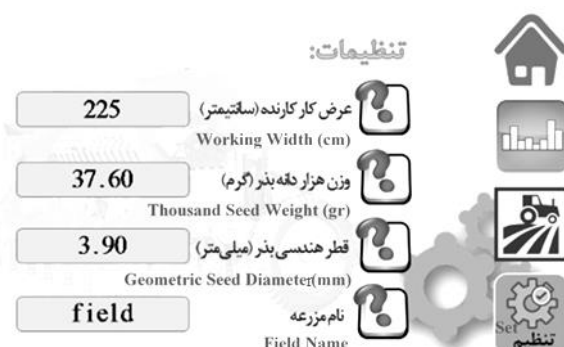 تنظیمات:
عرض کار کارنده (سانتیمتر)
225
Working Width (cm)
وزن هزار دانه بذر (گرم)
37.60
Thousand Seed Weight (gr)
قطر هندسی بذر (میلی‌متر)
3.90
Geometric Seed Diameter(mm)
نام مزرعه
field
Field Name
Set
تنظیم